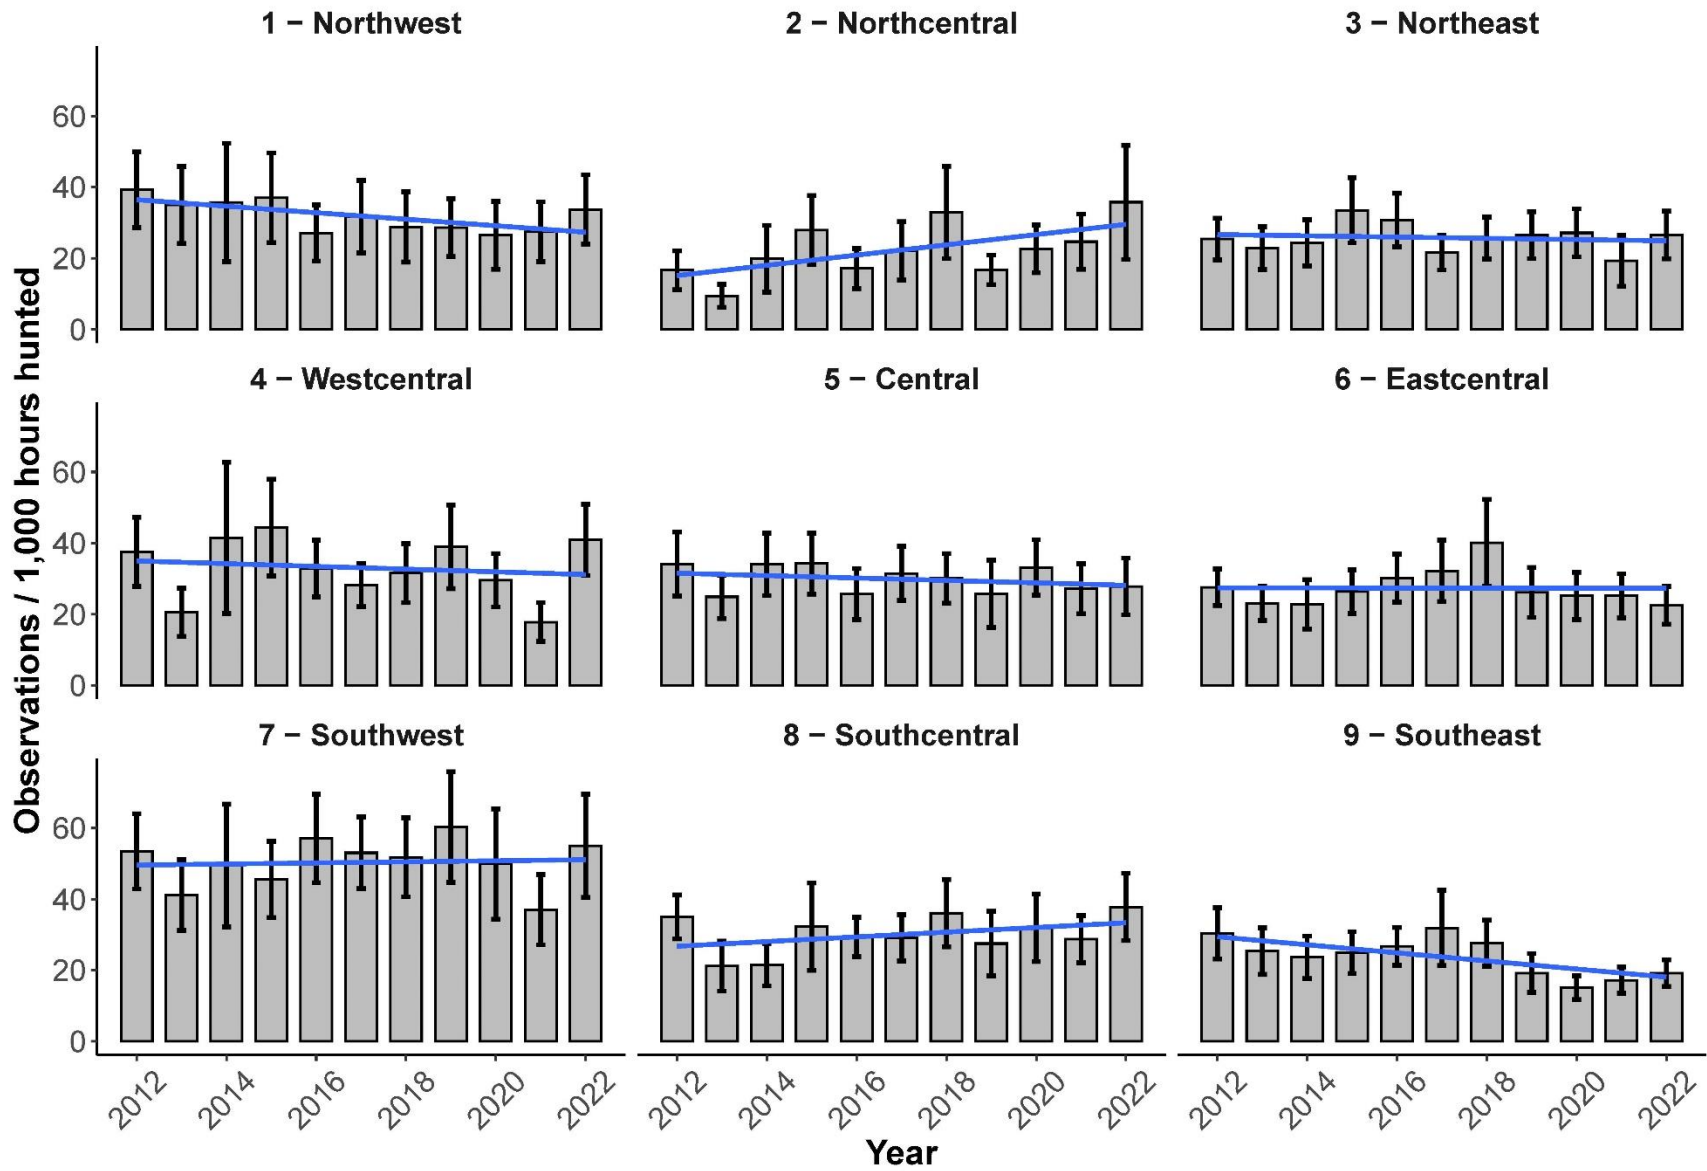 1 − Northwest
2 − Northcentral
3 − Northeast
60
40
20
0
4 − Westcentral
5 − Central
6 − Eastcentral
60
40
20
0
7 − Southwest
8 − Southcentral
9 − Southeast
60
40
20
0
Observations / 1,000 hours hunted
2012 2014 2016 2018 2020 2022
2012 2014 2016 2018 2020 2022
2012 2014 2016 2018 2020 2022
Year